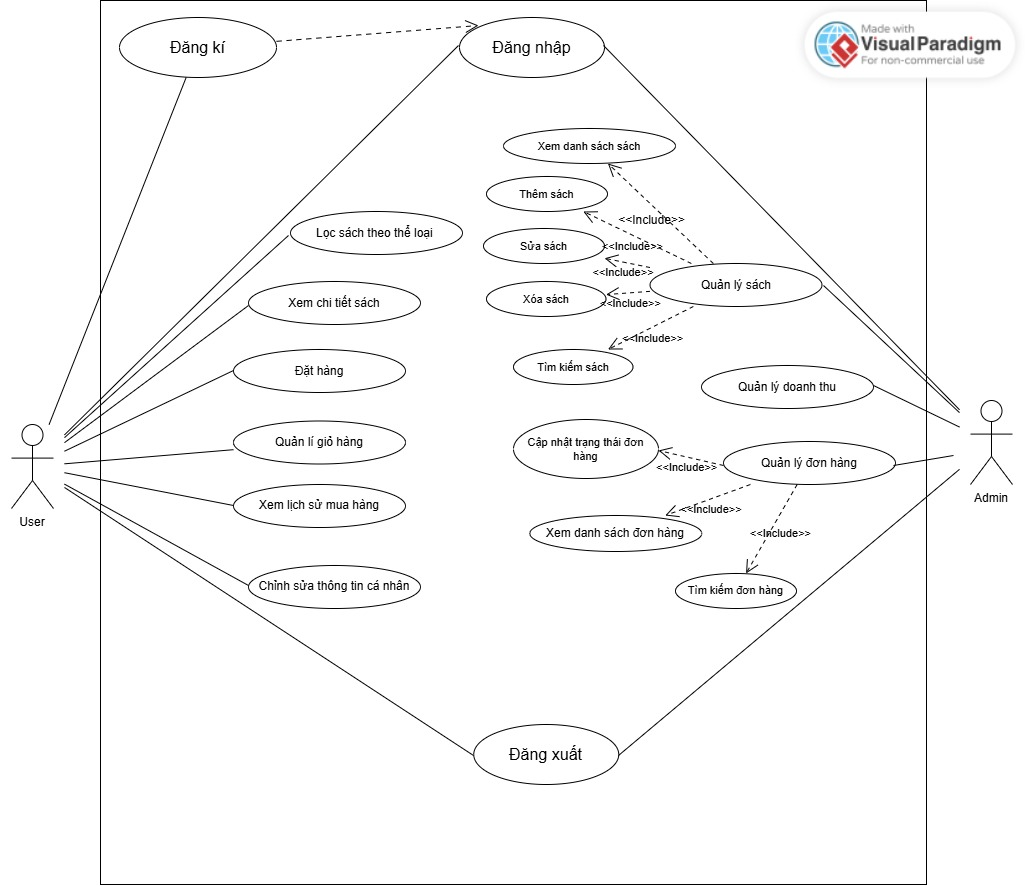 Đăng kí
Đăng nhập
Made with
VisualParadigm
For non-commercial use
Xem danh sách sách
Thêm sách
<<Include>>
Lọc sách theo thể loại
Sửa sách
<<Include>>
<<Include>>
Quản lý sách
Xem chi tiết sách
Xóa sách
<<Include>>
<<Include>>
Tìm kiếm sách
Đặt hàng
Quản lý doanh thu
Quản lí giỏ hàng
Cập nhật trạng thái đơn
hàng
<<Include>>
Quản lý đơn hàng
Admin
Xem lịch sử mua hàng
<<Include>>
User
Xem danh sách đơn hàng
<<Include>>
Chỉnh sửa thông tin cá nhân
Tìm kiếm đơn hàng
Đăng xuất